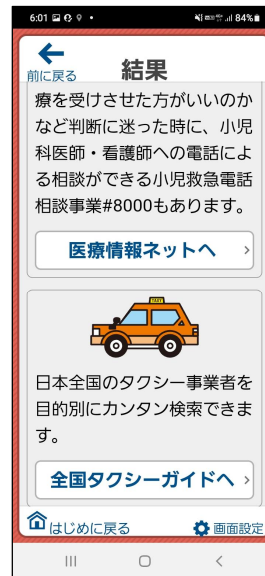 6:01 84%
前に戻る 結果
療を受けさせた方がいいのか
など判断に迷った時に、小児
科医師・看護師への電話によ
る相談ができる小児救急電話
相談事業#8000もあります。
医療情報ネットへ
TAXI
日本全国のタクシー事業者を
目的別にカンタン検索できま
す。
全国タクシーガイドへ
はじめに戻る 画面設定